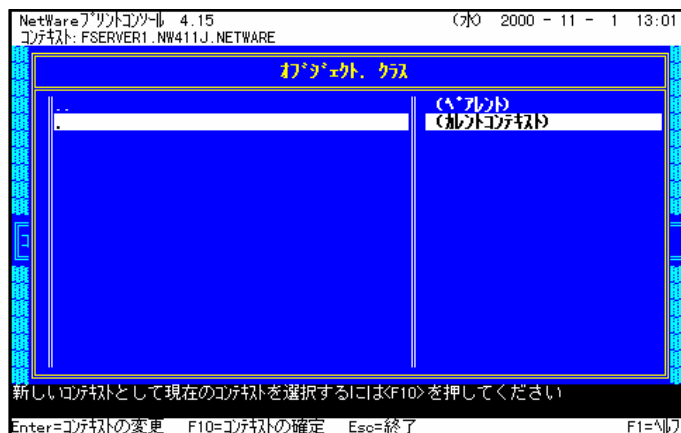 NetWareﾌﾟﾘﾝﾄｺﾝｿｰﾙ 4.15 (水) 2000 - 11 - 1 13:01
ｺﾝﾃｷｽﾄ: FSERVER1.NW411J.NETWARE
ｵﾌﾞｼﾞｪｸﾄ. ｸﾗｽ
.. (ﾍﾟｱﾚﾝﾄ)
. (ｶﾚﾝﾄｺﾝﾃｷｽﾄ)
新しいｺﾝﾃｷｽﾄとして現在のｺﾝﾃｷｽﾄを選択するには<F10>を押してください
Enter=ｺﾝﾃｷｽﾄの変更 F10=ｺﾝﾃｷｽﾄの確定 Esc=終了 F1=ﾍﾙﾌ